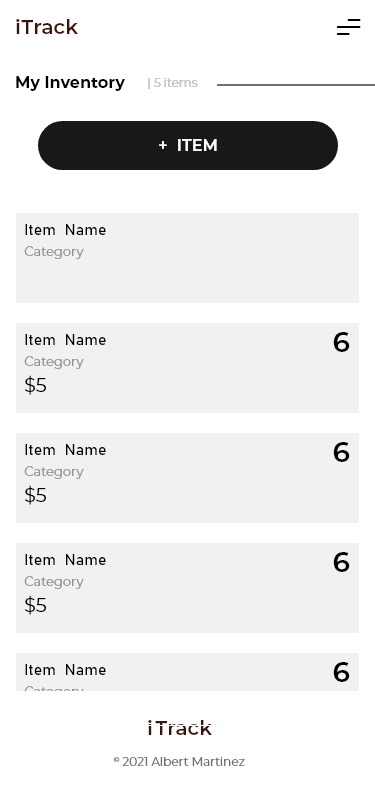 iTrack
My Inventory | 5 items
+ ITEM
Item Name
Category
Item Name 6
Category
$5
Item Name 6
Category
$5
Item Name 6
Category
$5
Item Name 6
Category
iTrack
© 2021 Albert Martinez